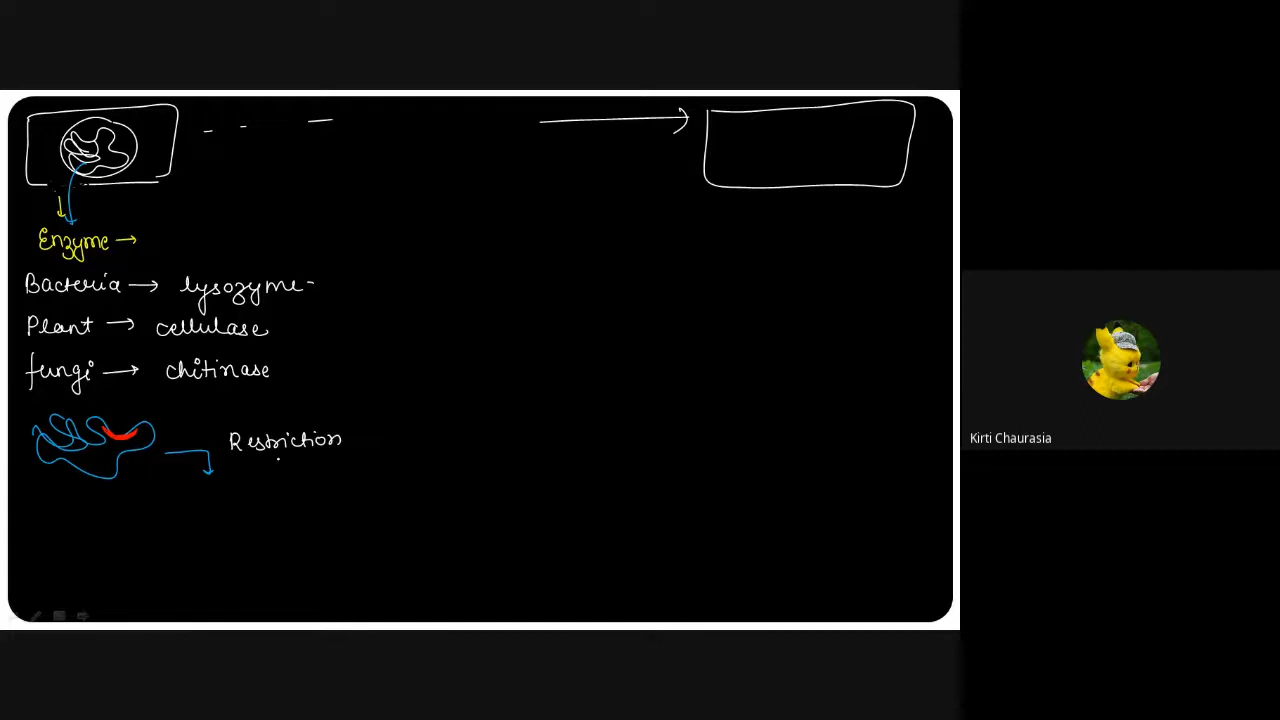 Enzyme →
Bacteria → lysozyme-
Plant → cellulase
fungi → chitinase
Restriction
Kirti Chaurasia